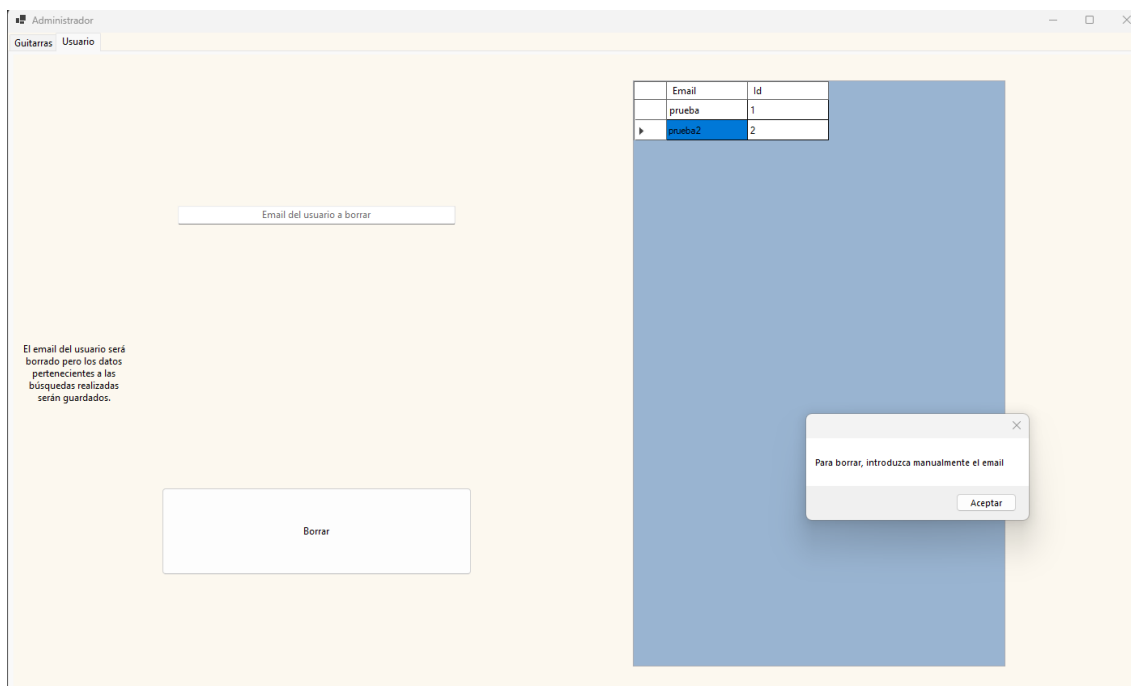 Administrador
Guitarras Usuario
Email Id
prueba 1
prueba2 2
Email del usuario a borrar
El email del usuario será
borrado pero los datos
pertenecientes a las
búsquedas realizadas
serán guardados.
Para borrar, introduzca manualmente el email
Aceptar
Borrar